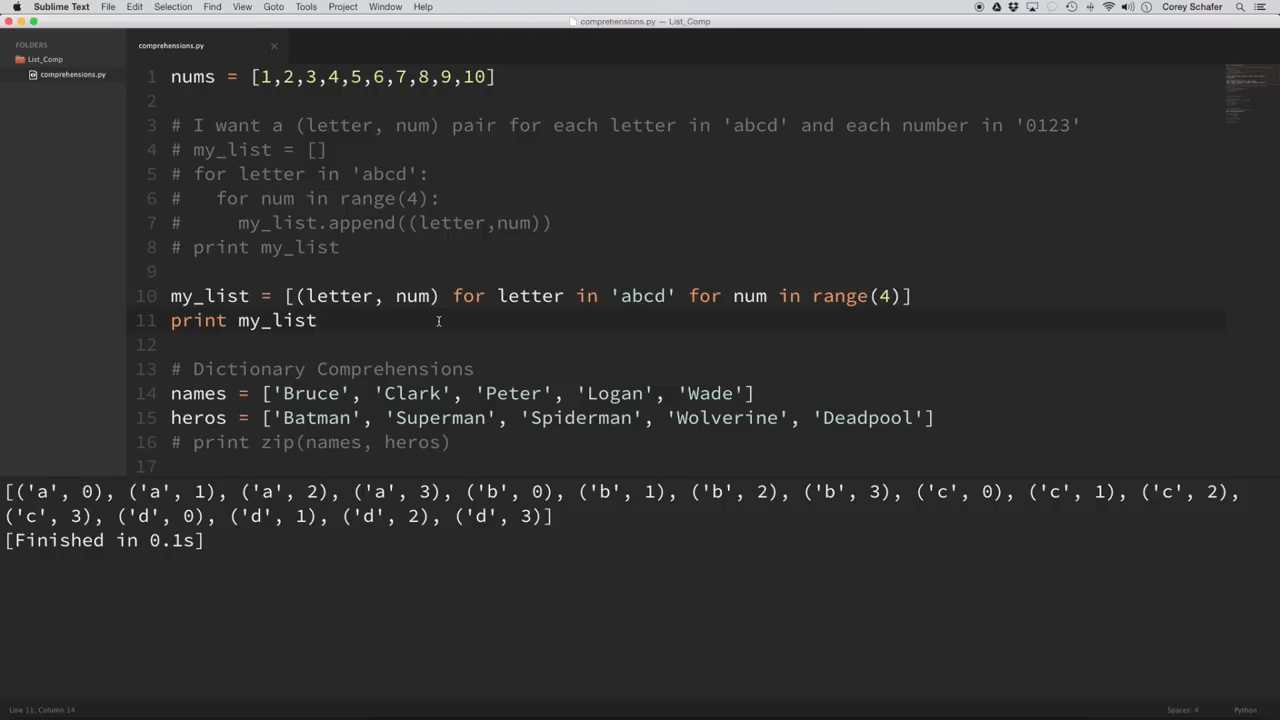 Sublime Text File Edit Selection Find View Goto Tools Project Window Help Corey Schafer
comprehensions.py — List_Comp
FOLDERS
List_Comp
comprehensions.py
comprehensions.py ×
1 nums = [1,2,3,4,5,6,7,8,9,10]
2
3 # I want a (letter, num) pair for each letter in 'abcd' and each number in '0123'
4 # my_list = []
5 # for letter in 'abcd':
6 #   for num in range(4):
7 #     my_list.append((letter,num))
8 # print my_list
9
10 my_list = [(letter, num) for letter in 'abcd' for num in range(4)]
11 print my_list
12
13 # Dictionary Comprehensions
14 names = ['Bruce', 'Clark', 'Peter', 'Logan', 'Wade']
15 heros = ['Batman', 'Superman', 'Spiderman', 'Wolverine', 'Deadpool']
16 # print zip(names, heros)
17
[('a', 0), ('a', 1), ('a', 2), ('a', 3), ('b', 0), ('b', 1), ('b', 2), ('b', 3), ('c', 0), ('c', 1), ('c', 2),
('c', 3), ('d', 0), ('d', 1), ('d', 2), ('d', 3)]
[Finished in 0.1s]
Line 11, Column 14 Spaces: 4 Python